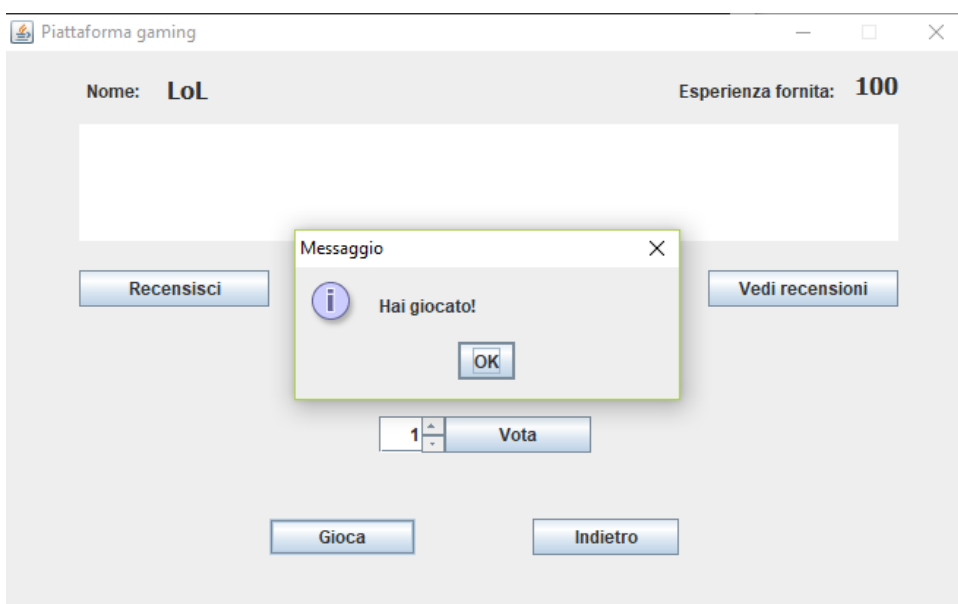 Piattaforma gaming
Nome: LoL Esperienza fornita: 100
Messaggio
Recensisci Vedi recensioni
Hai giocato!
OK
1 Vota
Gioca Indietro